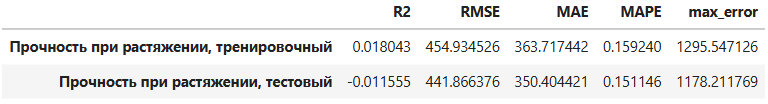 R2 RMSE MAE MAPE max_error
Прочность при растяжении, тренировочный 0.018043 454.934526 363.717442 0.159240 1295.547126
Прочность при растяжении, тестовый -0.011555 441.866376 350.404421 0.151146 1178.211769